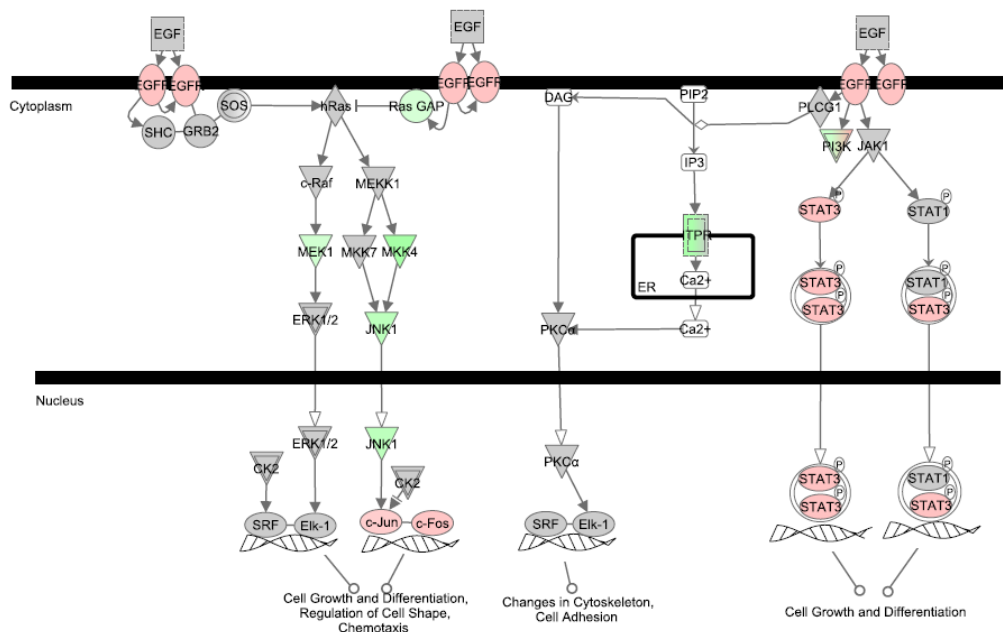 EGF
EGF
EGF
EGFR
EGFR
EGFR
EGFR
EGFR
EGFR
Cytoplasm
SOS
hRas
Ras GAP
DAG
PIP2
PLCG1
SHC
GRB2
PI3K
JAK1
c-Raf
MEKK1
IP3
STAT3
P
STAT1
P
MEK1
MKK7
MKK4
TPR
ER
Ca2+
STAT3
P
STAT3
P
STAT1
P
STAT3
P
ERK1/2
JNK1
PKCα
Ca2+
Nucleus
ERK1/2
JNK1
PKCα
CK2
CK2
STAT3
P
STAT3
P
STAT1
P
STAT3
P
SRF
Elk-1
c-Jun
c-Fos
SRF
Elk-1
Cell Growth and Differentiation,
Regulation of Cell Shape,
Chemotaxis
Changes in Cytoskeleton,
Cell Adhesion
Cell Growth and Differentiation